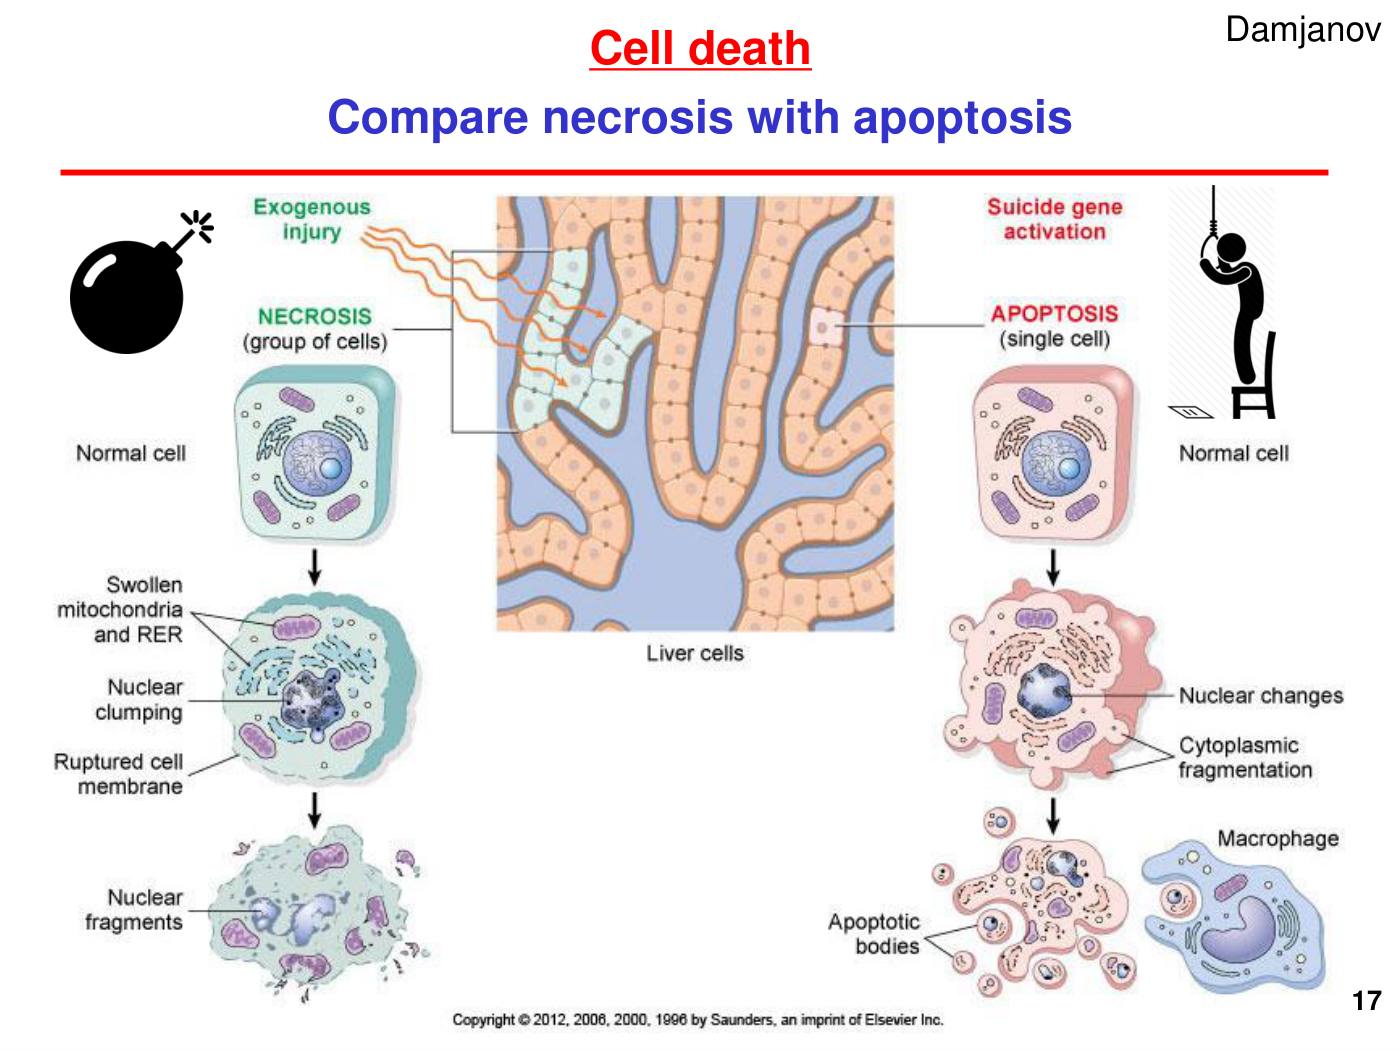 Damjanov
Cell death
Compare necrosis with apoptosis
Exogenous
injury
NECROSIS
(group of cells)
Normal cell
Swollen
mitochondria
and RER
Nuclear
clumping
Ruptured cell
membrane
Nuclear
fragments
Liver cells
Suicide gene
activation
APOPTOSIS
(single cell)
Normal cell
Nuclear changes
Cytoplasmic
fragmentation
Macrophage
Apoptotic
bodies
17
Copyright © 2012, 2006, 2000, 1996 by Saunders, an imprint of Elsevier Inc.